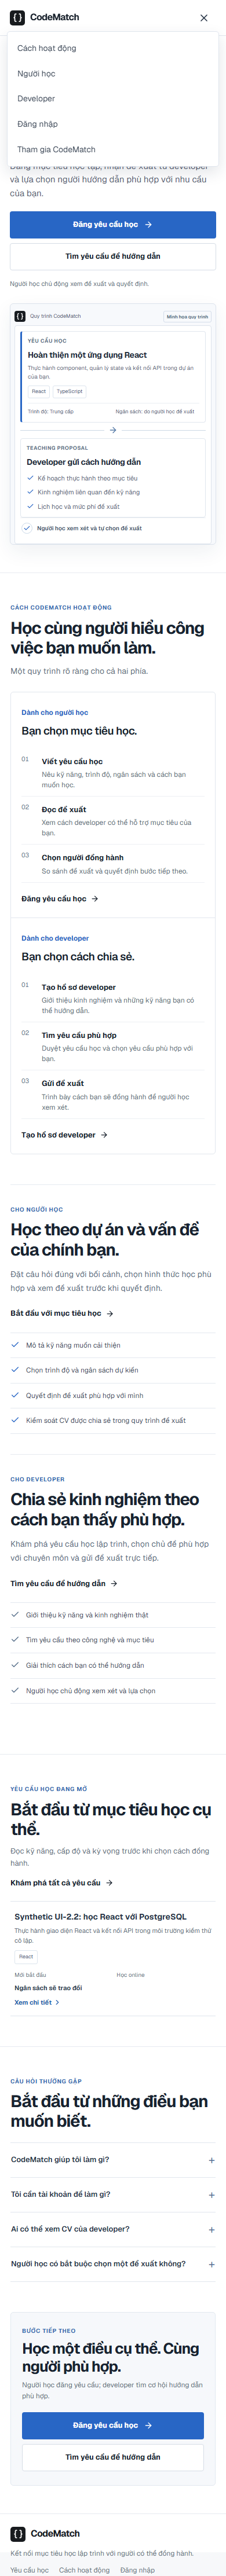 CodeMatch
Cách hoạt động
Người học
Developer
Đăng nhập
Tham gia CodeMatch
Đăng mục tiêu học tập, nhận đề xuất từ developer
và lựa chọn người hướng dẫn phù hợp với nhu cầu
của bạn.
Đăng yêu cầu học
Tìm yêu cầu để hướng dẫn
Người học chủ động xem xét và quyết định.
Quy trình CodeMatch
Minh họa quy trình
YÊU CẦU HỌC
Hoàn thiện một ứng dụng React
Thực hành component, quản lý state và kết nối API trong dự án
của bạn.
React
TypeScript
Trình độ: Trung cấp
Ngân sách: do người học đề xuất
TEACHING PROPOSAL
Developer gửi cách hướng dẫn
Kế hoạch thực hành theo mục tiêu
Kinh nghiệm liên quan đến kỹ năng
Lịch học và mức phí đề xuất
Người học xem xét và tự chọn đề xuất
CÁCH CODEMATCH HOẠT ĐỘNG
Học cùng người hiểu công
việc bạn muốn làm.
Một quy trình rõ ràng cho cả hai phía.
Dành cho người học
Bạn chọn mục tiêu học.
01
Viết yêu cầu học
Nêu kỹ năng, trình độ, ngân sách và cách bạn
muốn học.
02
Đọc đề xuất
Xem cách developer có thể hỗ trợ mục tiêu của
bạn.
03
Chọn người đồng hành
So sánh đề xuất và quyết định bước tiếp theo.
Đăng yêu cầu học
Dành cho developer
Bạn chọn cách chia sẻ.
01
Tạo hồ sơ developer
Giới thiệu kinh nghiệm và những kỹ năng bạn có
thể hướng dẫn.
02
Tìm yêu cầu phù hợp
Duyệt yêu cầu học và chọn yêu cầu phù hợp với
bạn.
03
Gửi đề xuất
Trình bày cách bạn sẽ đồng hành để người học
xem xét.
Tạo hồ sơ developer
CHO NGƯỜI HỌC
Học theo dự án và vấn đề
của chính bạn.
Đặt câu hỏi đúng với bối cảnh, chọn hình thức học phù
hợp và xem đề xuất trước khi quyết định.
Bắt đầu với mục tiêu học
Mô tả kỹ năng muốn cải thiện
Chọn trình độ và ngân sách dự kiến
Quyết định đề xuất phù hợp với mình
Kiểm soát CV được chia sẻ trong quy trình đề xuất
CHO DEVELOPER
Chia sẻ kinh nghiệm theo
cách bạn thấy phù hợp.
Khám phá yêu cầu học lập trình, chọn chủ đề phù hợp
với chuyên môn và gửi đề xuất trực tiếp.
Tìm yêu cầu để hướng dẫn
Giới thiệu kỹ năng và kinh nghiệm thật
Tìm yêu cầu theo công nghệ và mục tiêu
Giải thích cách bạn có thể hướng dẫn
Người học chủ động xem xét và lựa chọn
YÊU CẦU HỌC ĐANG MỞ
Bắt đầu từ mục tiêu học cụ
thể.
Đọc kỹ năng, cấp độ và kỳ vọng trước khi chọn cách đồng
hành.
Khám phá tất cả yêu cầu
Synthetic UI-2.2: học React với PostgreSQL
Thực hành giao diện React và kết nối API trong môi trường kiểm thử
cô lập.
React
Mới bắt đầu
Học online
Ngân sách sẽ trao đổi
Xem chi tiết
CÂU HỎI THƯỜNG GẶP
Bắt đầu từ những điều bạn
muốn biết.
CodeMatch giúp tôi làm gì?
Tôi cần tài khoản để làm gì?
Ai có thể xem CV của developer?
Người học có bắt buộc chọn một đề xuất không?
BƯỚC TIẾP THEO
Học một điều cụ thể. Cùng
người phù hợp.
Người học đăng yêu cầu; developer tìm cơ hội hướng dẫn
phù hợp.
Đăng yêu cầu học
Tìm yêu cầu để hướng dẫn
CodeMatch
Kết nối mục tiêu học lập trình với người có thể đồng hành.
Yêu cầu học
Cách hoạt động
Đăng nhập